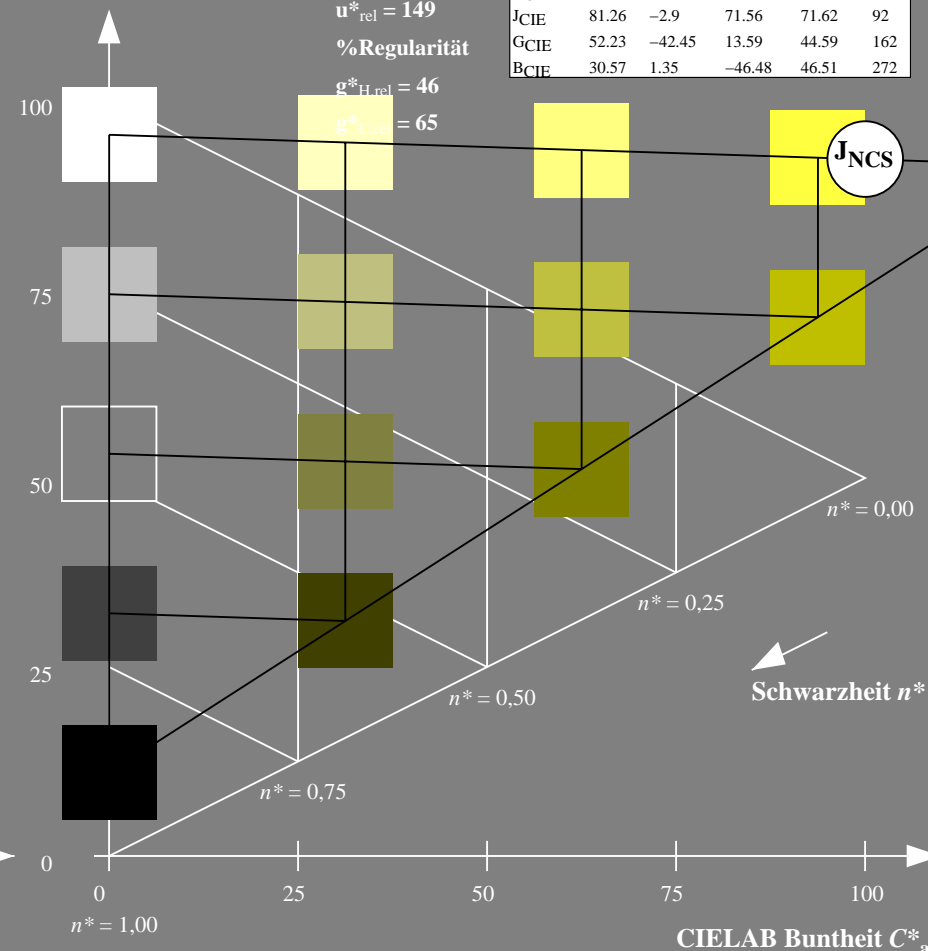 u*rel = 149
%Regularität
g*H,rel = 46
g*C,rel = 65
JCIE 81.26 −2.9 71.56 71.62 92
GCIE 52.23 −42.45 13.59 44.59 162
BCIE 30.57 1.35 −46.48 46.51 272
100
JNCS
75
50
n* = 0,00
n* = 0,25
25
Schwarzheit n*
n* = 0,50
n* = 0,75
0
0 25 50 75 100
n* = 1,00
CIELAB Buntheit C*a